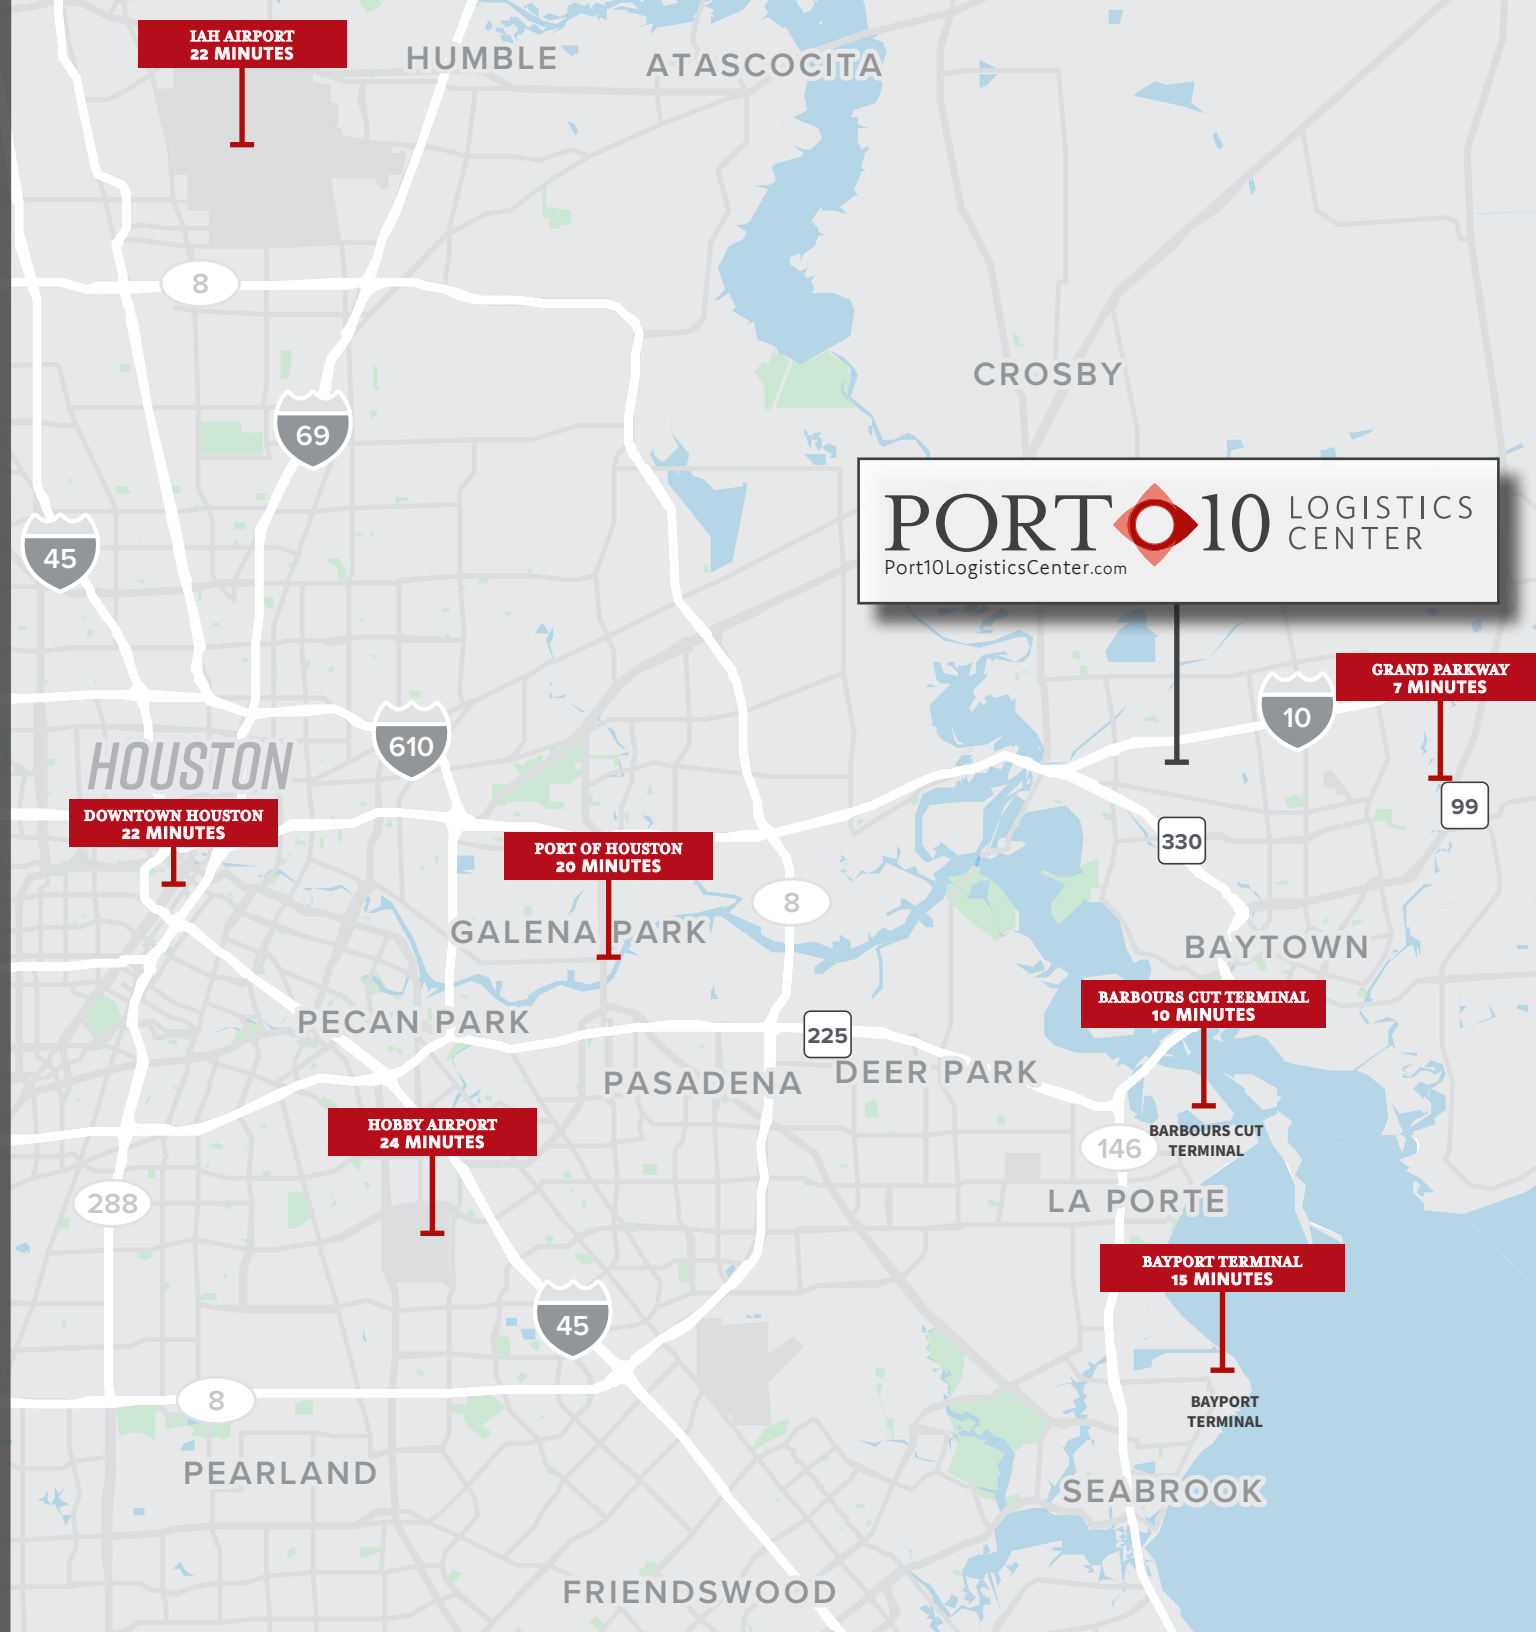 IAH AIRPORT
22 MINUTES
HUMBLE
ATASCOCITA
8
CROSBY
69
PORT 10 LOGISTICS
CENTER
Port10LogisticsCenter.com
45
GRAND PARKWAY
7 MINUTES
10
610
HOUSTON
99
DOWNTOWN HOUSTON
22 MINUTES
330
PORT OF HOUSTON
20 MINUTES
8
GALENA PARK
BAYTOWN
BARBOURS CUT TERMINAL
10 MINUTES
PECAN PARK
225
DEER PARK
PASADENA
HOBBY AIRPORT
24 MINUTES
BARBOURS CUT
TERMINAL
146
288
LA PORTE
BAYPORT TERMINAL
15 MINUTES
45
8
BAYPORT
TERMINAL
PEARLAND
SEABROOK
FRIENDSWOOD